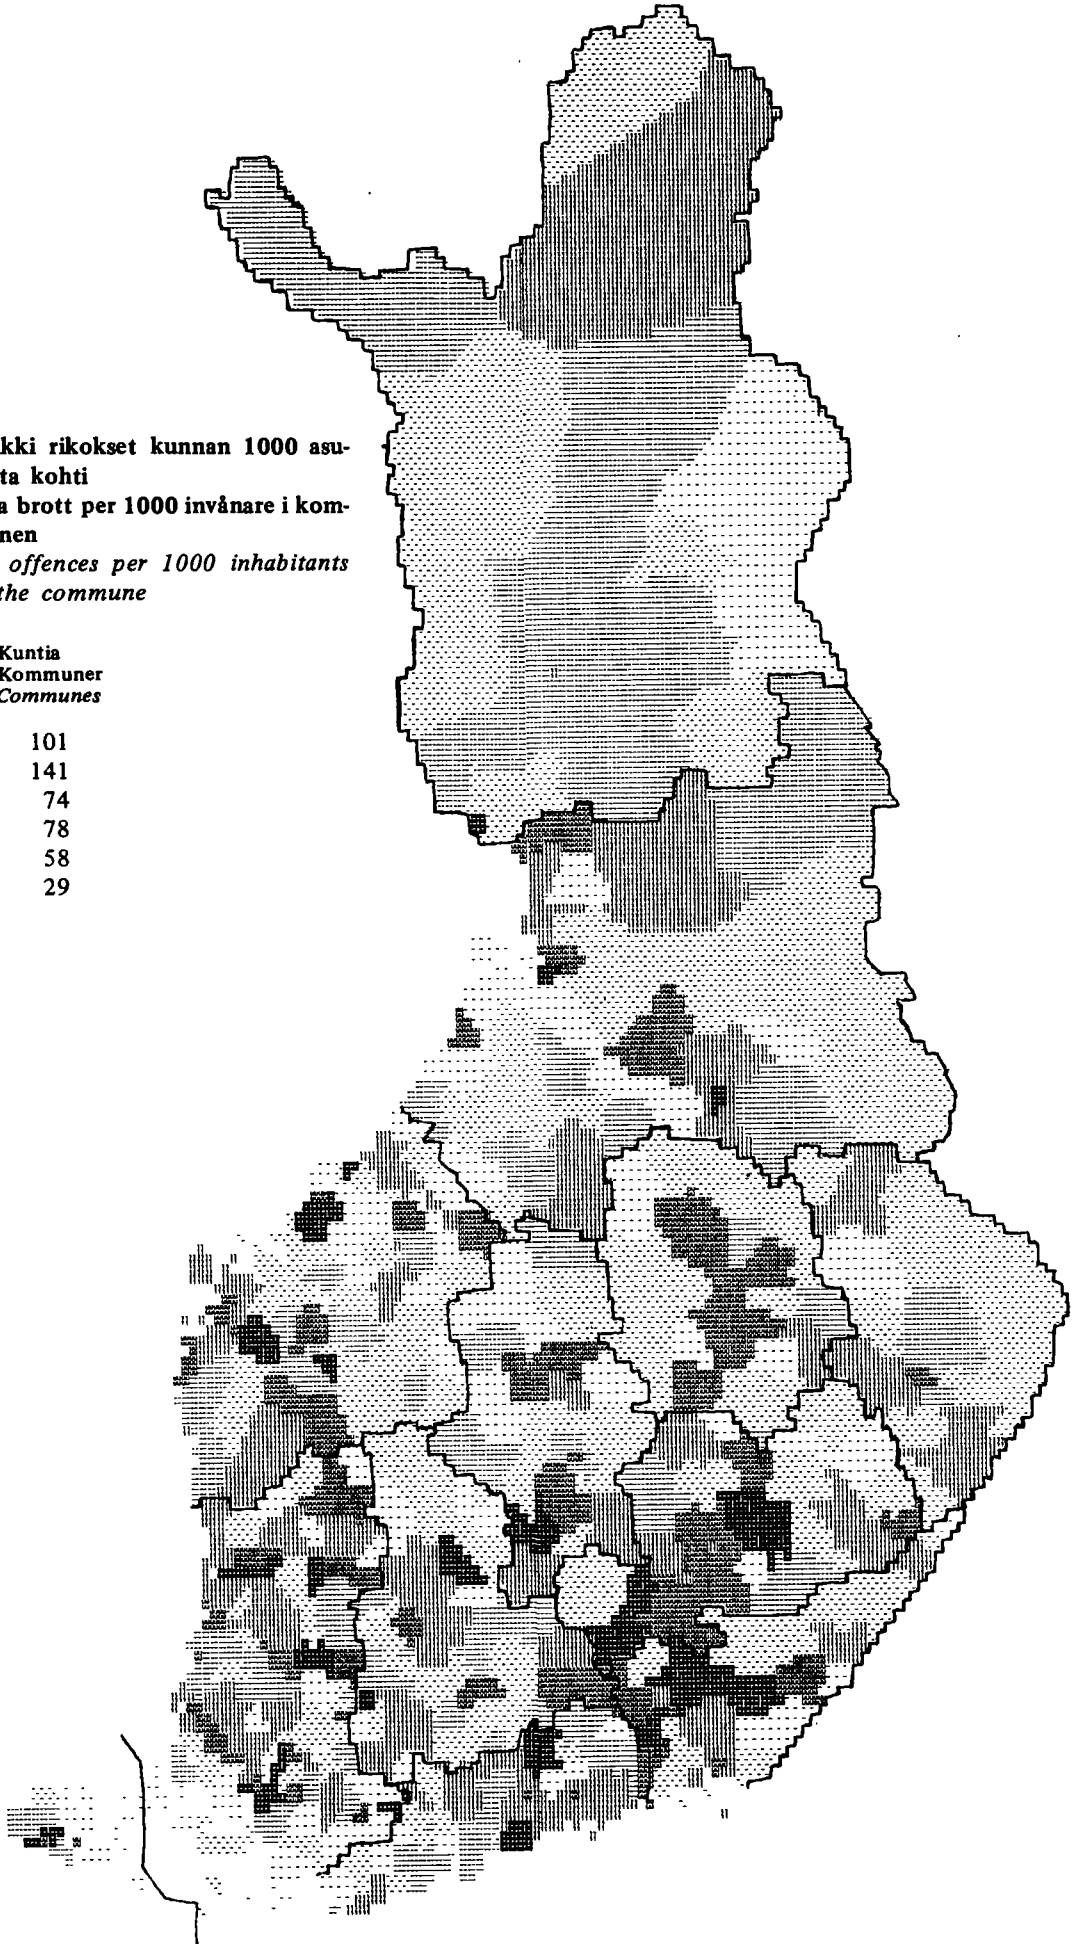 kki rikokset kunnan 1000 asu-
ta kohti
a brott per 1000 invånare i kom-
nen
offences per 1000 inhabitants
the commune
Kuntia
Kommuner
Communes
101
141
74
78
58
29